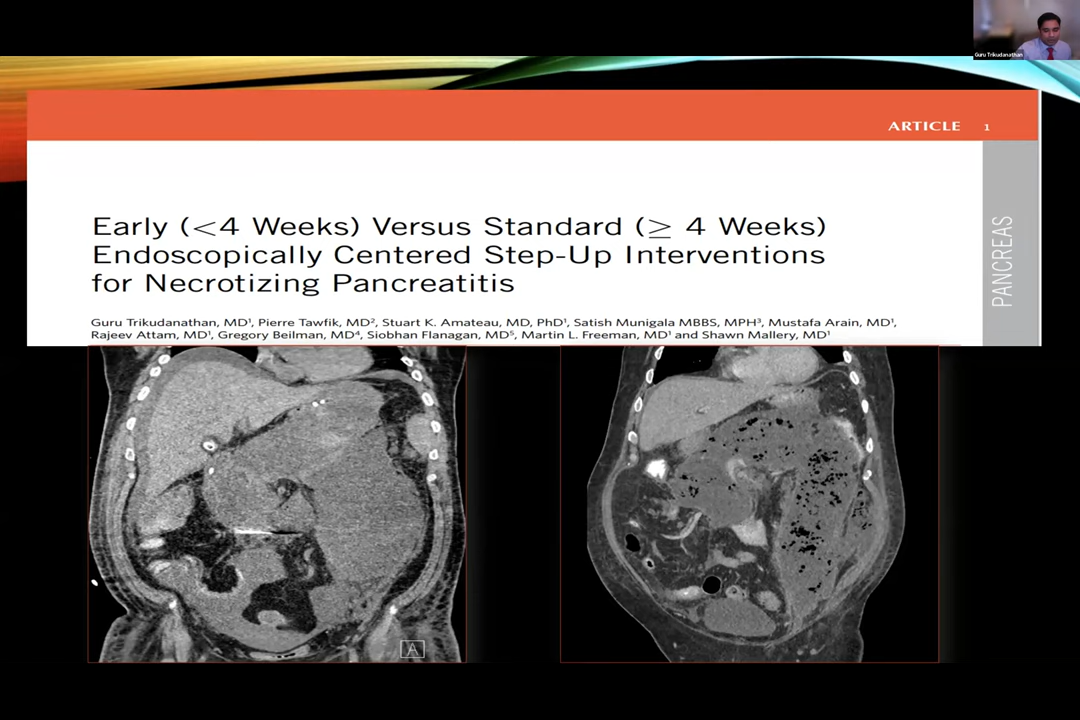 Guru Trikudanathan
ARTICLE 1
PANCREAS
Early (<4 Weeks) Versus Standard (≥ 4 Weeks)
Endoscopically Centered Step-Up Interventions
for Necrotizing Pancreatitis
Guru Trikudanathan, MD¹, Pierre Tawfik, MD², Stuart K. Amateau, MD, PhD¹, Satish Munigala MBBS, MPH³, Mustafa Arain, MD¹,
Rajeev Attam, MD¹, Gregory Beilman, MD⁴, Siobhan Flanagan, MD⁵, Martin L. Freeman, MD¹ and Shawn Mallery, MD¹
A